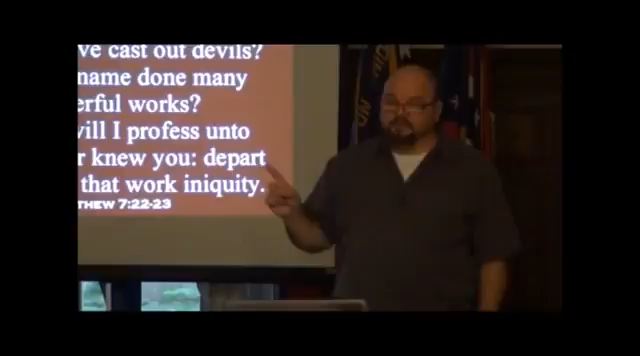 ve cast out devils?
name done many
erful works?
vill I profess unto
r knew you: depart
that work iniquity.
THEW 7:22-23